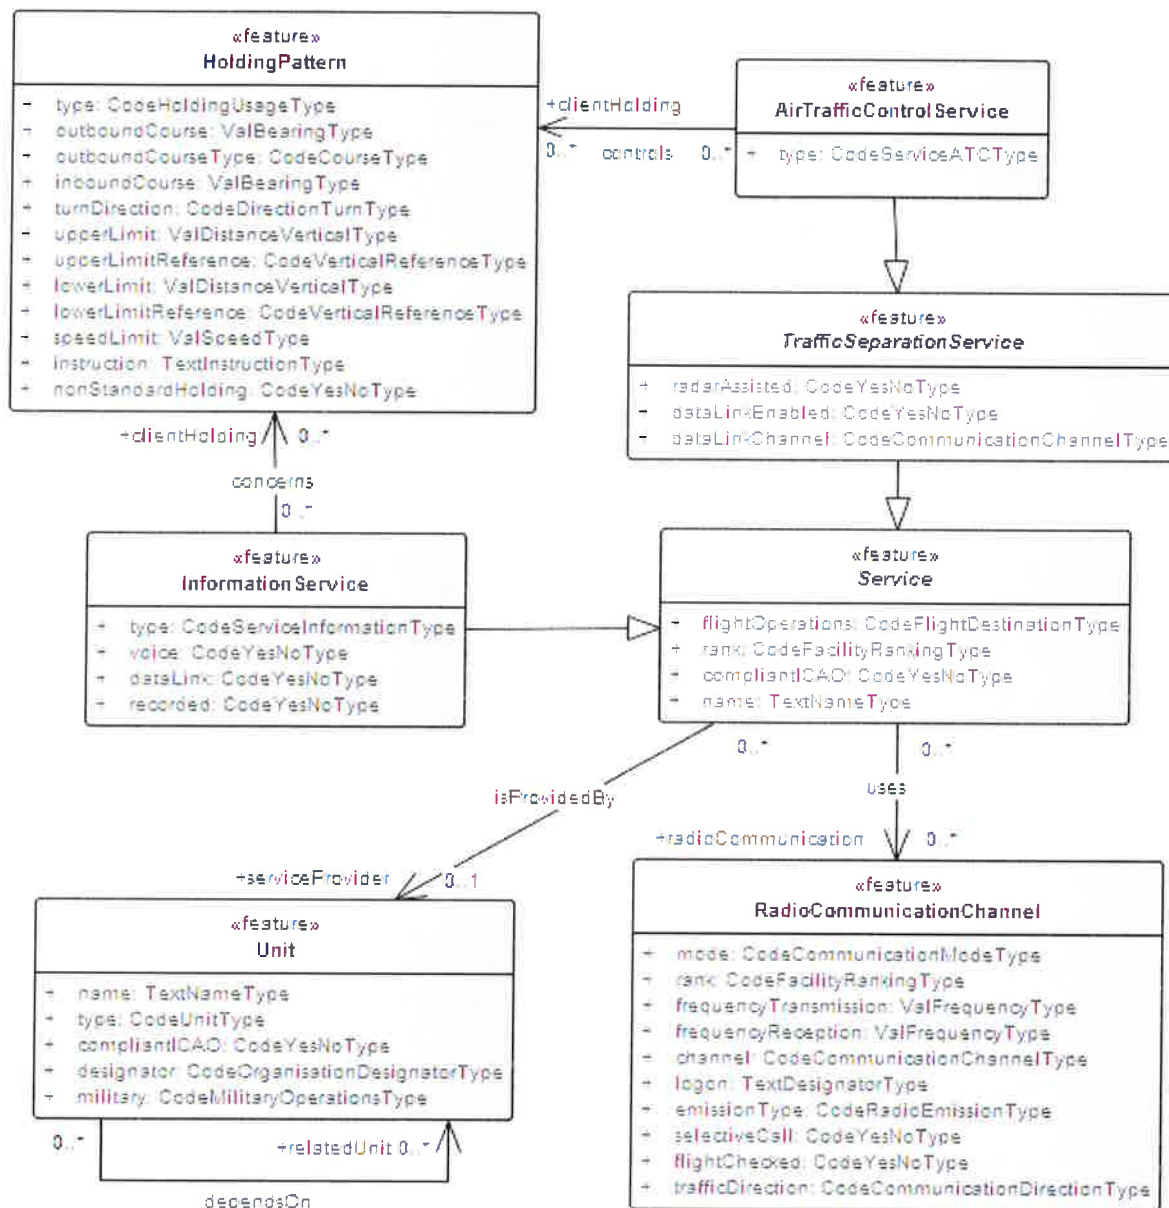 «feature»
HoldingPattern
- type: CodeHoldingUsageType
+ outboundCourse: ValBearingType
- outboundCourseType: CodeCourseType
+ inboundCourse: ValBearingType
+ turnDirection: CodeDirectionTurnType
- upperLimit: ValDistanceVerticalType
+ upperLimitReference: CodeVerticalReferenceType
+ lowerLimit: ValDistanceVerticalType
+ lowerLimitReference: CodeVerticalReferenceType
- speedLimit: ValSpeedType
+ instruction: TextInstructionType
+ nonStandardHolding: CodeYesNoType
+clientHolding
0..* controls 0..*
«feature»
AirTrafficControlService
+ type: CodeServiceATCType
«feature»
TrafficSeparationService
+ radarAssisted: CodeYesNoType
- dataLinkEnabled: CodeYesNoType
- dataLinkChannel: CodeCommunicationChannelType
+clientHolding 0..*
concerns
0..*
«feature»
InformationService
+ type: CodeServiceInformationType
+ voice: CodeYesNoType
+ dataLink: CodeYesNoType
+ recorded: CodeYesNoType
«feature»
Service
+ flightOperations: CodeFlightDestinationType
+ rank: CodeFacilityRankingType
+ compliantICAO: CodeYesNoType
+ name: TextNameType
0..* 0..*
isProvidedBy
uses
+serviceProvider 0..1
+radioCommunication 0..*
«feature»
Unit
+ name: TextNameType
+ type: CodeUnitType
+ compliantICAO: CodeYesNoType
+ designator: CodeOrganisationDesignatorType
+ military: CodeMilitaryOperationsType
0..* +relatedUnit 0..*
dependsOn
«feature»
RadioCommunicationChannel
+ mode: CodeCommunicationModeType
+ rank: CodeFacilityRankingType
+ frequencyTransmission: ValFrequencyType
+ frequencyReception: ValFrequencyType
+ channel: CodeCommunicationChannelType
+ logon: TextDesignatorType
+ emissionType: CodeRadioEmissionType
+ selectiveCall: CodeYesNoType
+ flightChecked: CodeYesNoType
+ trafficDirection: CodeCommunicationDirectionType